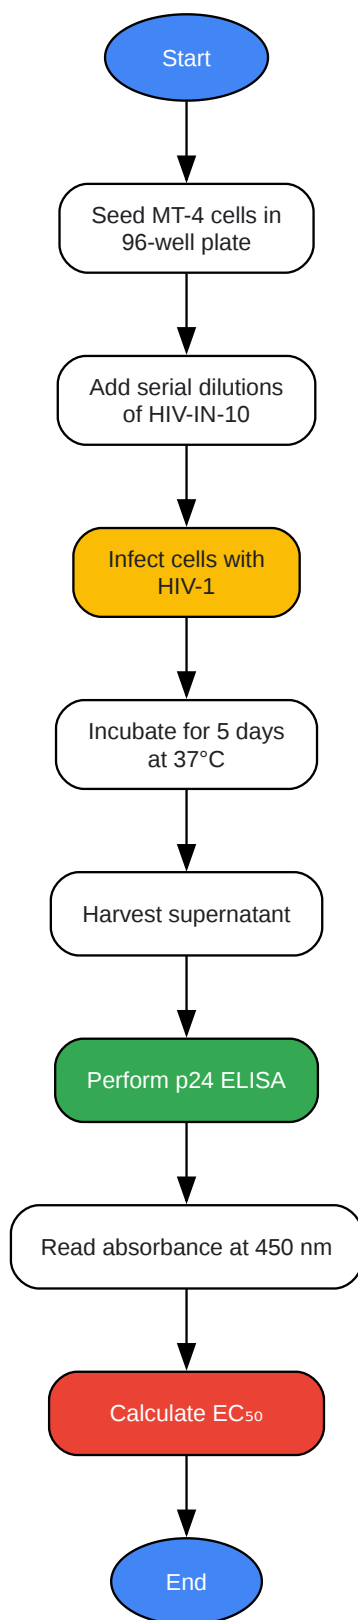 Start
Seed MT-4 cells in
96-well plate
Add serial dilutions
of HIV-IN-10
Infect cells with
HIV-1
Incubate for 5 days
at 37°C
Harvest supernatant
Perform p24 ELISA
Read absorbance at 450 nm
Calculate EC₅₀
End